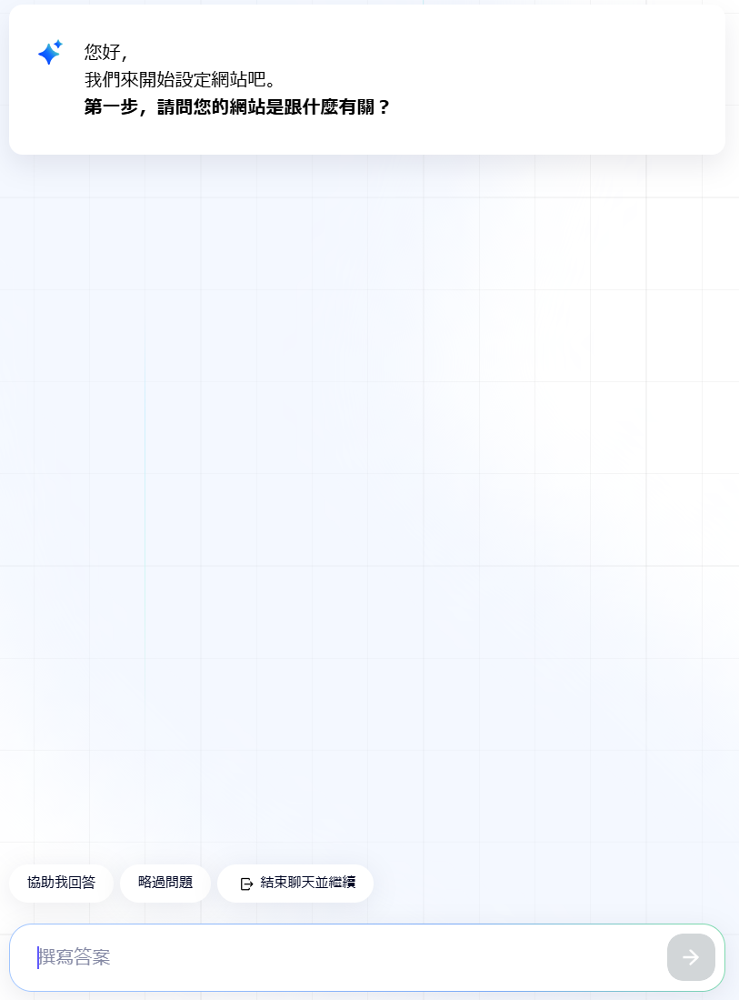 您好，
我們來開始設定網站吧。
第一步，請問您的網站是跟什麼有關？
協助我回答
略過問題
結束聊天並繼續
撰寫答案